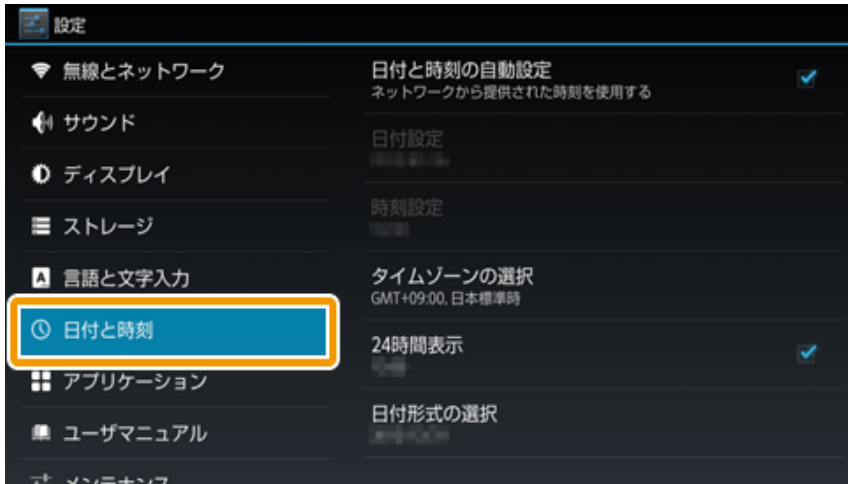 設定
無線とネットワーク
サウンド
ディスプレイ
ストレージ
言語と文字入力
日付と時刻
アプリケーション
ユーザマニュアル
メンテナンス
日付と時刻の自動設定
ネットワークから提供された時刻を使用する
日付設定
時刻設定
タイムゾーンの選択
GMT+09:00, 日本標準時
24時間表示
日付形式の選択